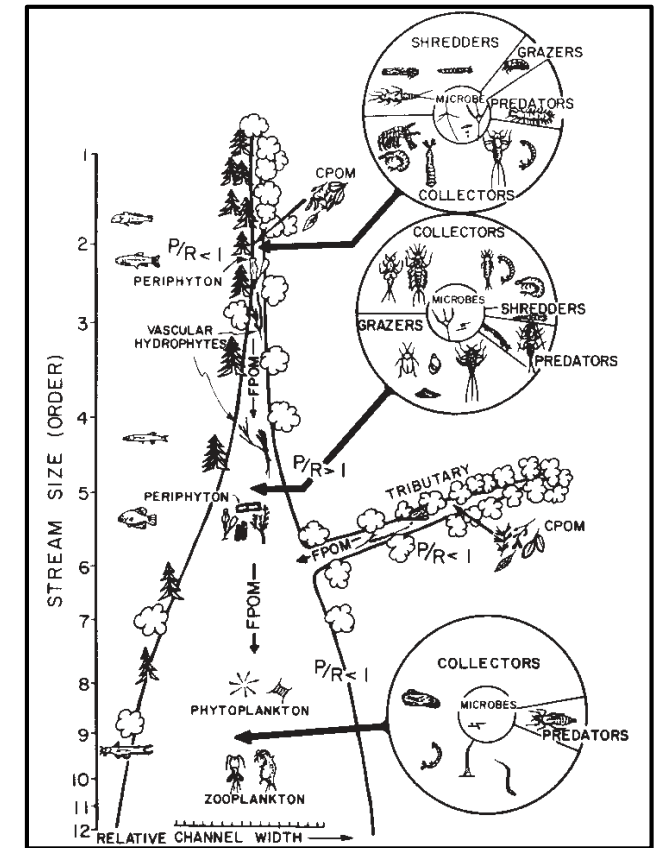 SHREDDERS
GRAZERS
MICROBES
PREDATORS
COLLECTORS
1
CPOM
2
P/R < 1
PERIPHYTON
COLLECTORS
MICROBES
SHREDDERS
GRAZERS
PREDATORS
3
VASCULAR
HYDROPHYTES
FPOM
4
STREAM SIZE (ORDER)
P/R > 1
5
PERIPHYTON
TRIBUTARY
CPOM
FPOM
P/R < 1
6
FPOM
7
P/R < 1
8
PHYTOPLANKTON
COLLECTORS
MICROBES
PREDATORS
9
10
ZOOPLANKTON
11
12
RELATIVE CHANNEL WIDTH